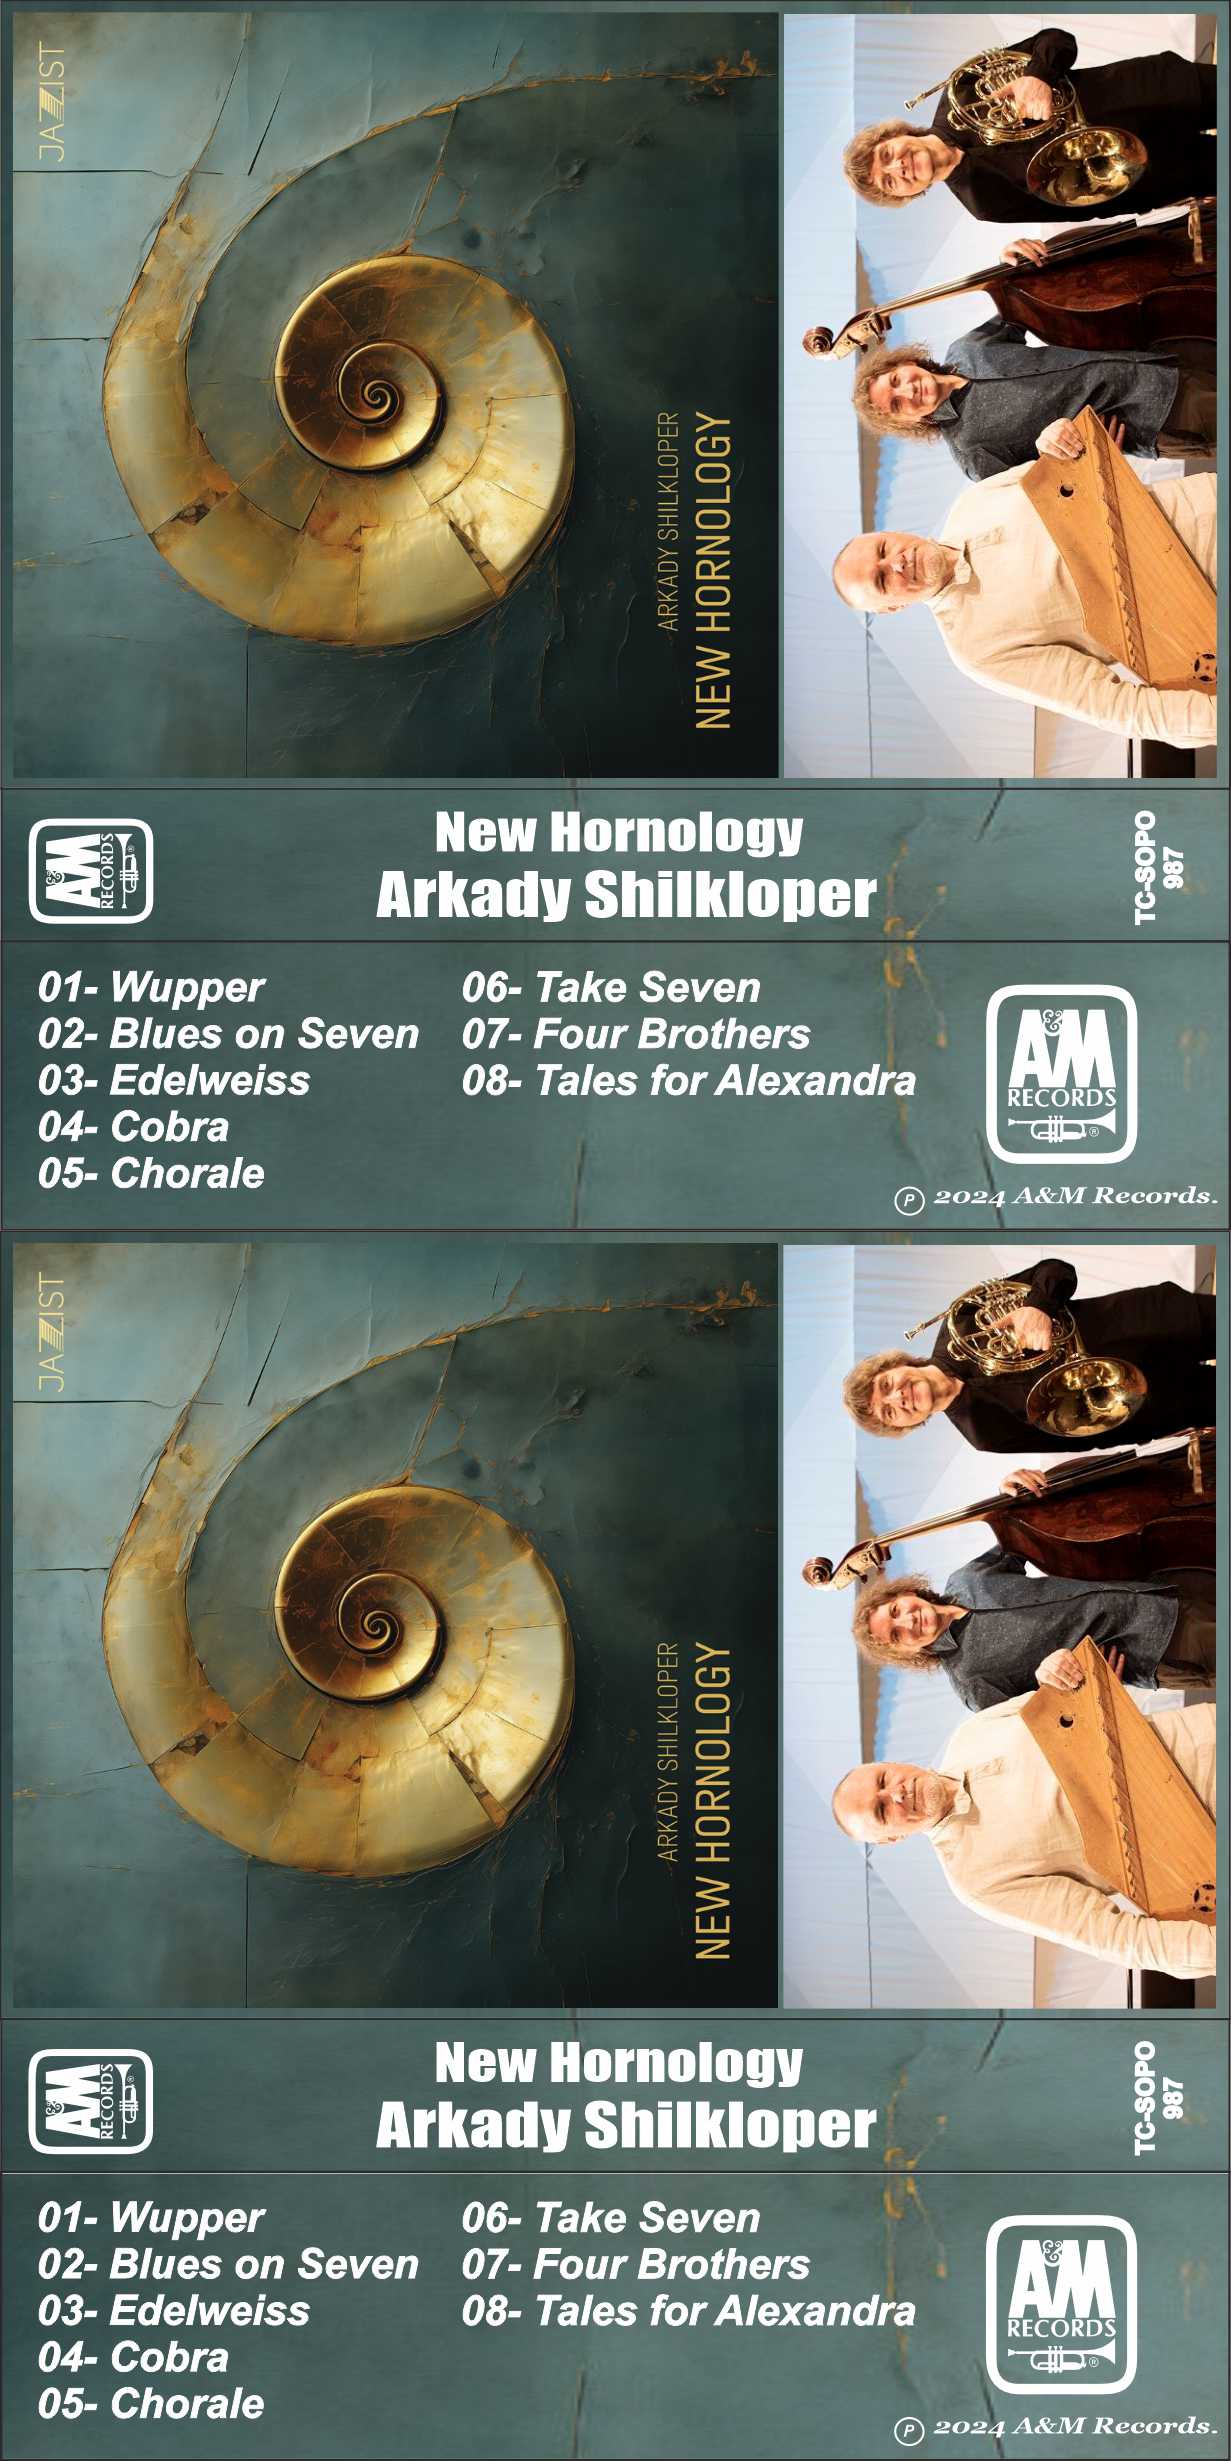 JAZZIST
ARKADY SHILKLOPER
NEW HORNOLOGY
A&M
RECORDS
®
New Hornology
Arkady Shilkloper
TC-SOPO
987
01- Wupper
02- Blues on Seven
03- Edelweiss
04- Cobra
05- Chorale
06- Take Seven
07- Four Brothers
08- Tales for Alexandra
A&M
RECORDS
®
Ⓟ 2024 A&M Records.
JAZZIST
ARKADY SHILKLOPER
NEW HORNOLOGY
A&M
RECORDS
®
New Hornology
Arkady Shilkloper
TC-SOPO
987
01- Wupper
02- Blues on Seven
03- Edelweiss
04- Cobra
05- Chorale
06- Take Seven
07- Four Brothers
08- Tales for Alexandra
A&M
RECORDS
®
Ⓟ 2024 A&M Records.